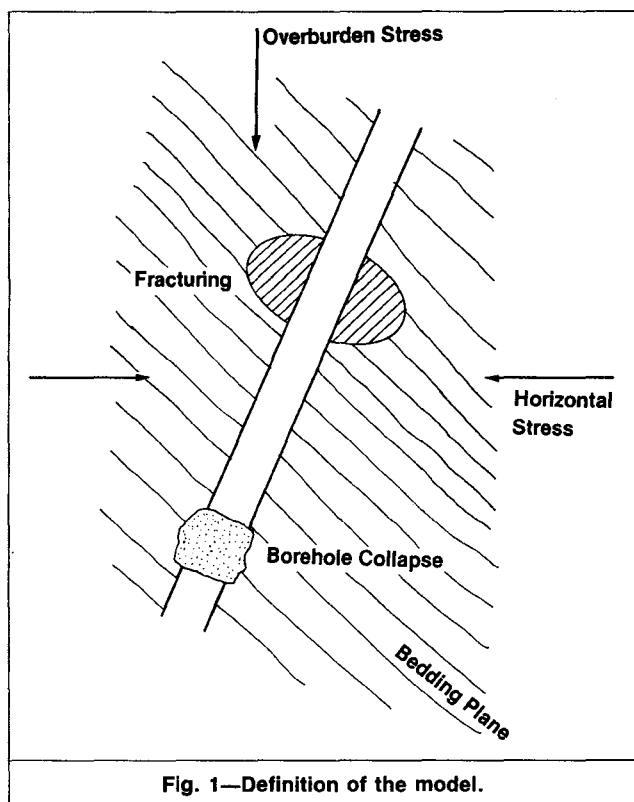 Overburden Stress
Fracturing
Horizontal
Stress
Borehole Collapse
Bedding Plane
Fig. 1—Definition of the model.